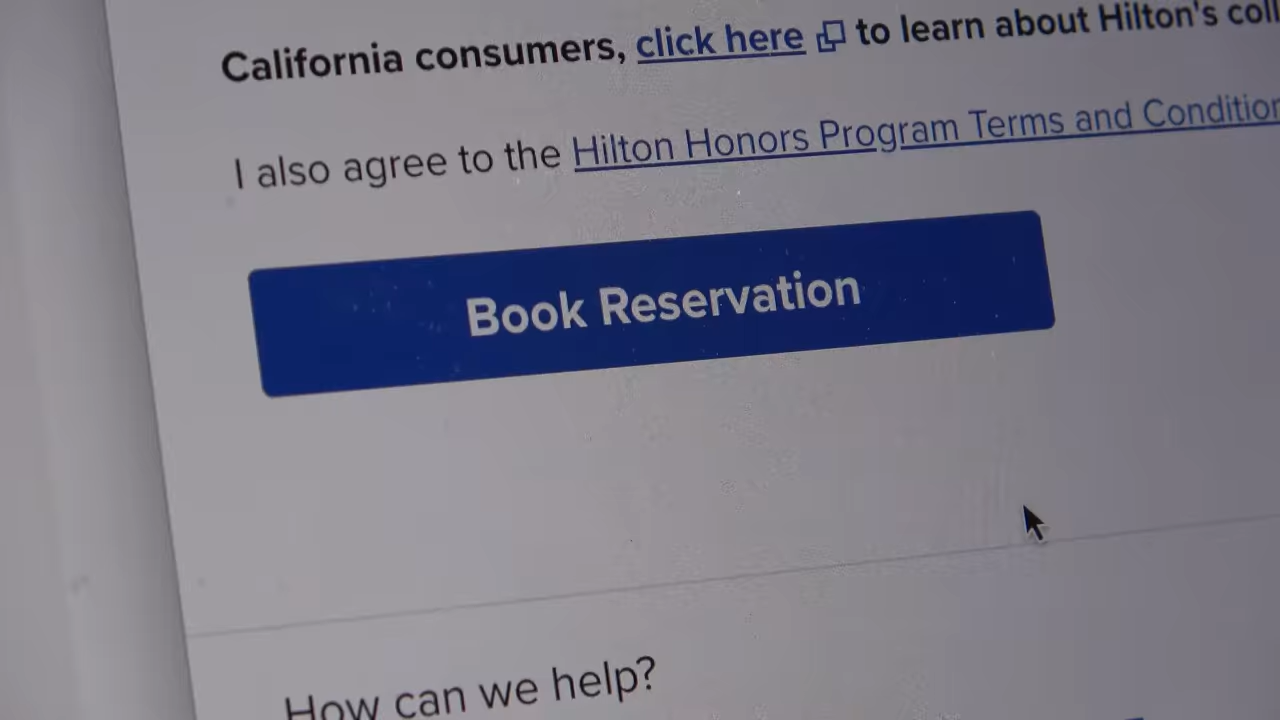 California consumers, click here to learn about Hilton's
I also agree to the Hilton Honors Program Terms and
Book Reservation
How can we help?